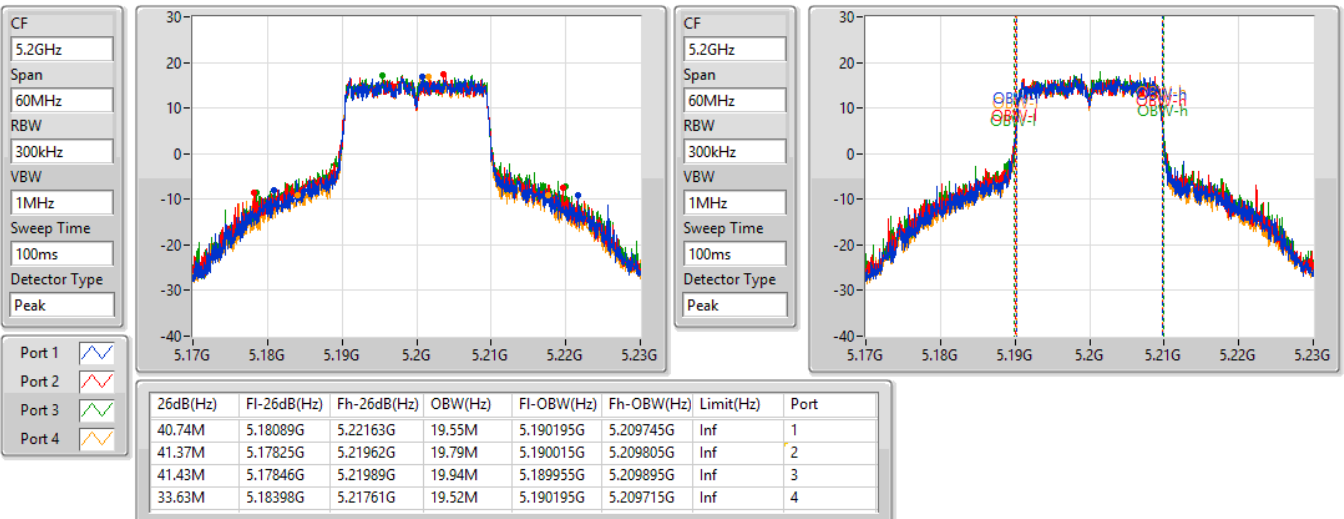 CF
5.2GHz
Span
60MHz
RBW
300kHz
VBW
1MHz
Sweep Time
100ms
Detector Type
Peak
Port 1
Port 2
Port 3
Port 4
30
20
10
0
-10
-20
-30
-40
5.17G 5.18G 5.19G 5.2G 5.21G 5.22G 5.23G
CF
5.2GHz
Span
60MHz
RBW
300kHz
VBW
1MHz
Sweep Time
100ms
Detector Type
Peak
30
20
10
0
-10
-20
-30
-40
OBW-l
OBW-h
OBW-h
5.17G 5.18G 5.19G 5.2G 5.21G 5.22G 5.23G
26dB(Hz) Fl-26dB(Hz) Fh-26dB(Hz) OBW(Hz) Fl-OBW(Hz) Fh-OBW(Hz) Limit(Hz) Port
40.74M 5.18089G 5.22163G 19.55M 5.190195G 5.209745G Inf 1
41.37M 5.17825G 5.21962G 19.79M 5.190015G 5.209805G Inf 2
41.43M 5.17846G 5.21989G 19.94M 5.189955G 5.209895G Inf 3
33.63M 5.18398G 5.21761G 19.52M 5.190195G 5.209715G Inf 4